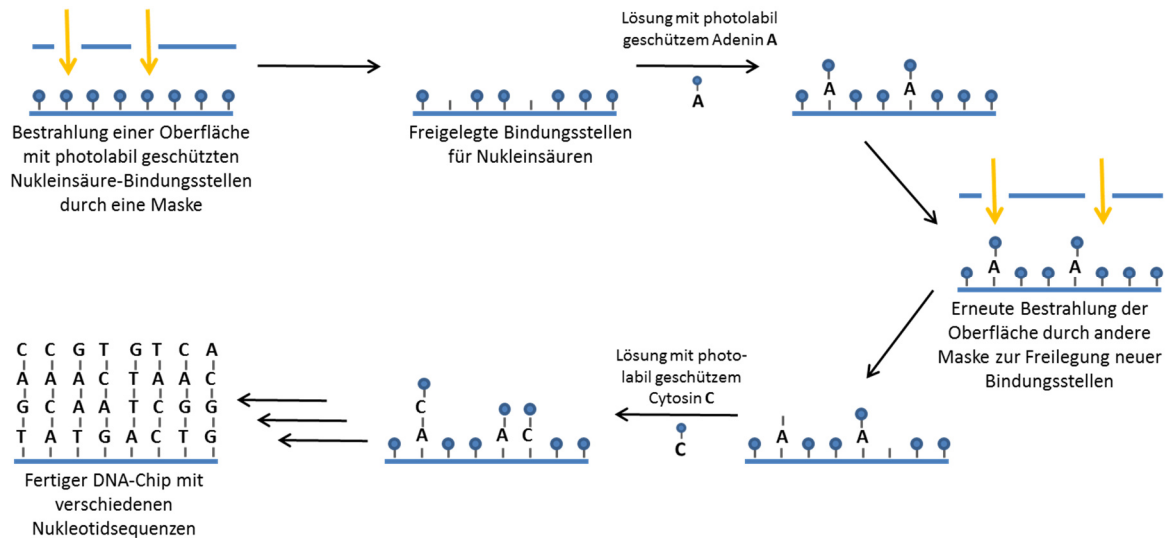 Bestrahlung einer Oberfläche
mit photolabil geschützten
Nukleinsäure-Bindungsstellen
durch eine Maske
Freigelegte Bindungsstellen
für Nukleinsäuren
Lösung mit photolabil
geschütztem Adenin A
A
A A
A A
Erneute Bestrahlung der
Oberfläche durch andere
Maske zur Freilegung neuer
Bindungsstellen
A A
Lösung mit photo-
labil geschütztem
Cytosin C
C
C
A A C
C C G T G T C A
A A A C T A A C
G C A A T C G G
T A T G A C T G
Fertiger DNA-Chip mit
verschiedenen
Nukleotidsequenzen